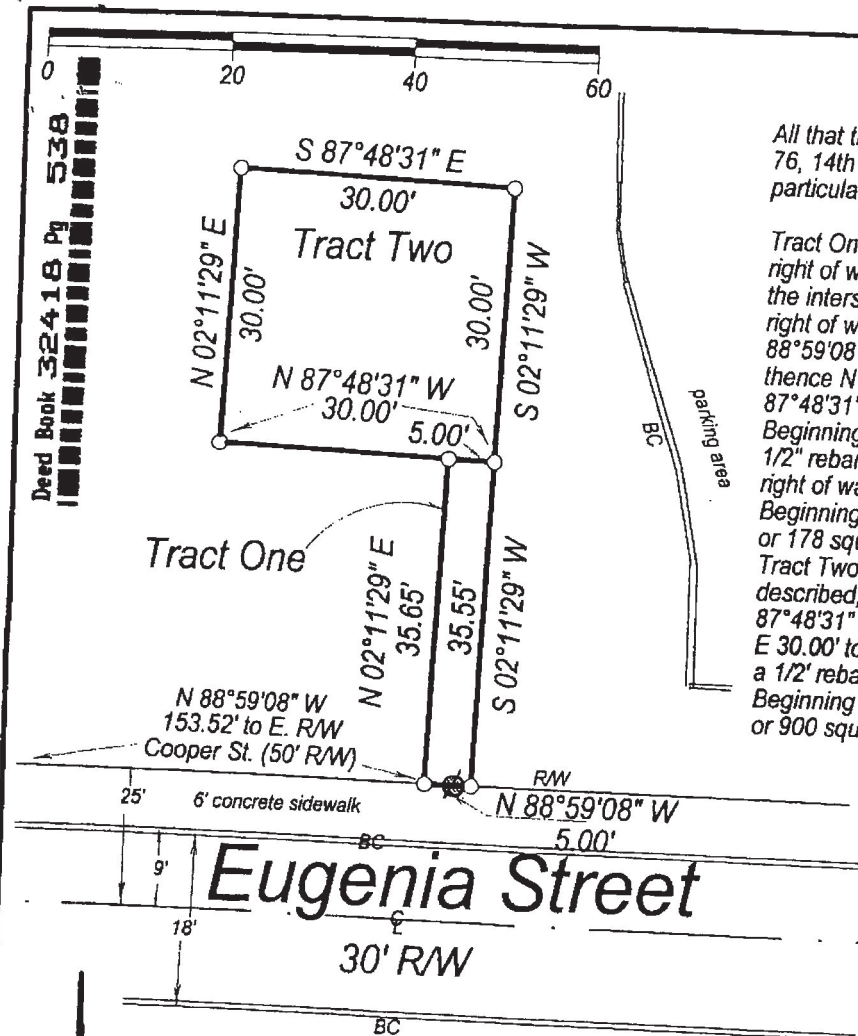 0 20 40 60
Deed Book 32418 Pg 538
S 87°48'31" E
30.00'
Tract Two
N 02°11'29" E
30.00'
30.00'
S 02°11'29" W
N 87°48'31" W
30.00'
5.00'
Tract One
N 02°11'29" E
35.65'
35.55'
S 02°11'29" W
parking area
BC
N 88°59'08" W
153.52' to E. R/W
Cooper St. (50' R/W)
R/W
N 88°59'08" W
5.00'
25'
6' concrete sidewalk
BC
9'
Eugenia Street
18'
30' R/W
BC
All that
76, 14th
particula
Tract On
right of w
the inters
right of w
88°59'08
thence N
87°48'31"
Beginning
1/2" rebar
right of wa
Beginning
or 178 squ
Tract Two
described,
87°48'31"
E 30.00' to
a 1/2' reba
Beginning
or 900 squ